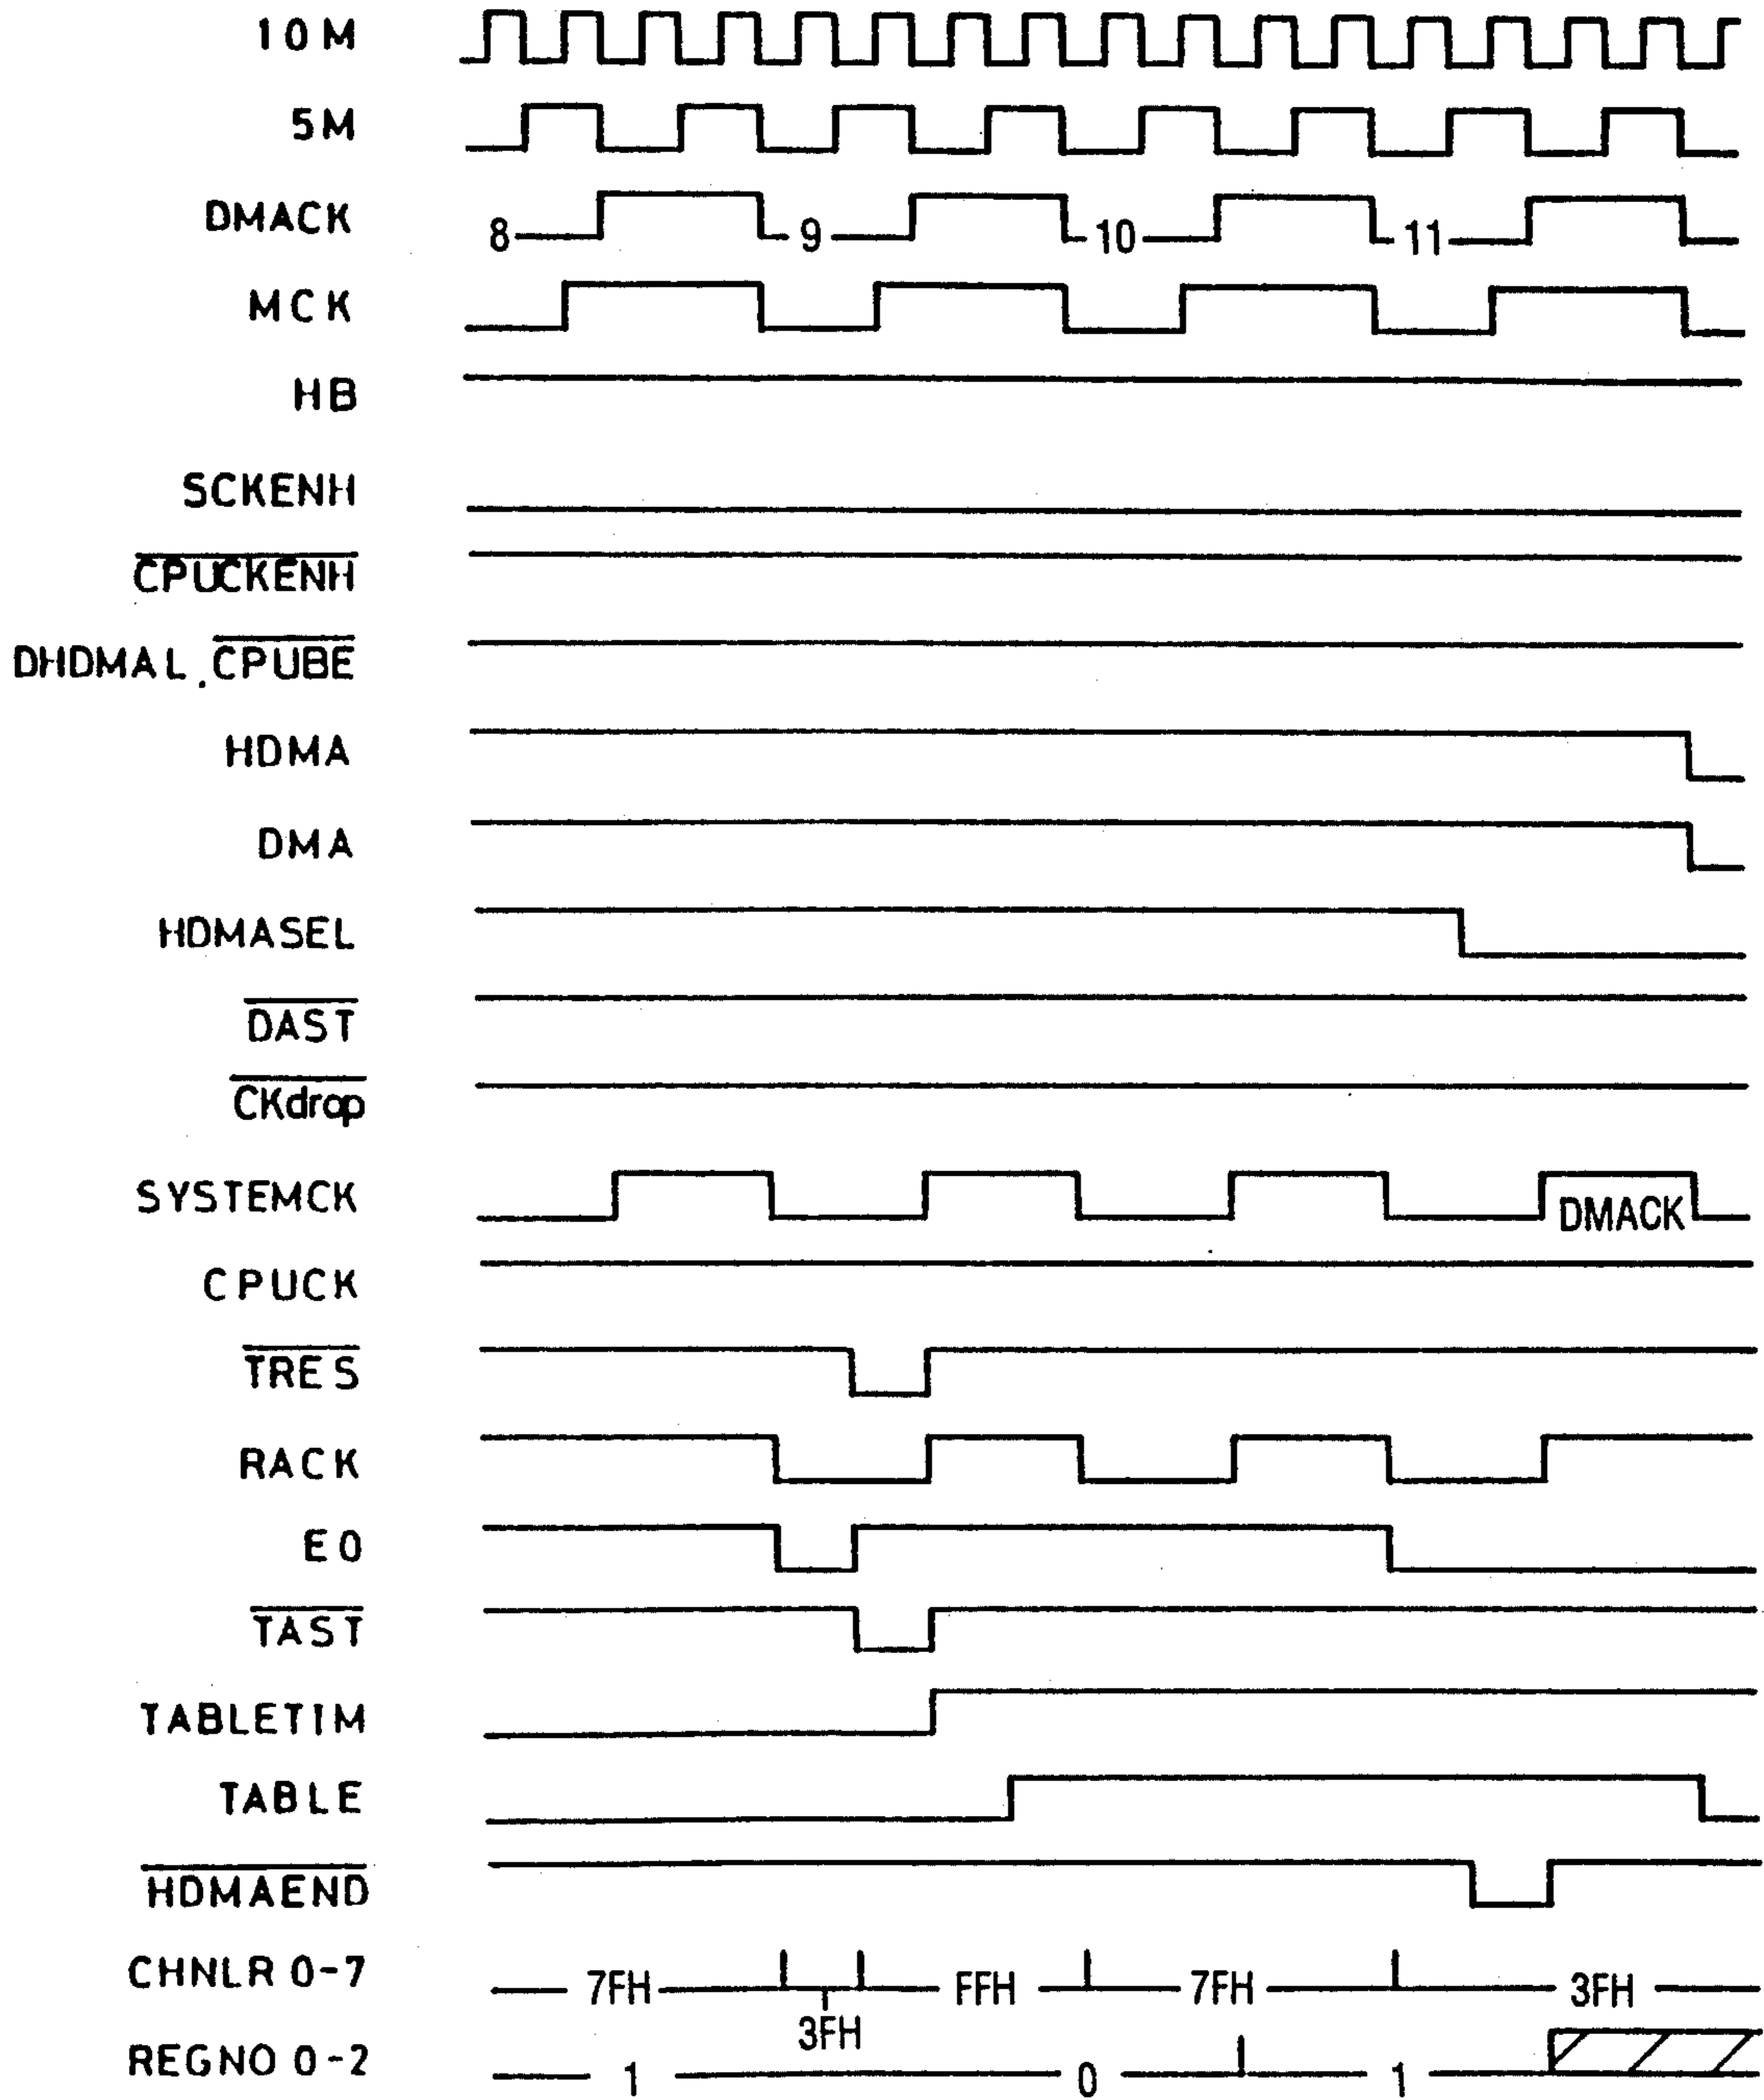 10M
5M
DMACK 8 9 10 11
MCK
HB
SCKENH
CPUCKENH
DHDMAL, CPUBE
HDMA
DMA
HDMASEL
DAST
CKdrop
SYSTEMCK DMACK
CPUCK
TRES
RACK
E0
TAST
TABLETIM
TABLE
HDMAEND
CHNLR 0-7 7FH FFH 7FH 3FH
3FH
REGNO 0-2 1 0 1